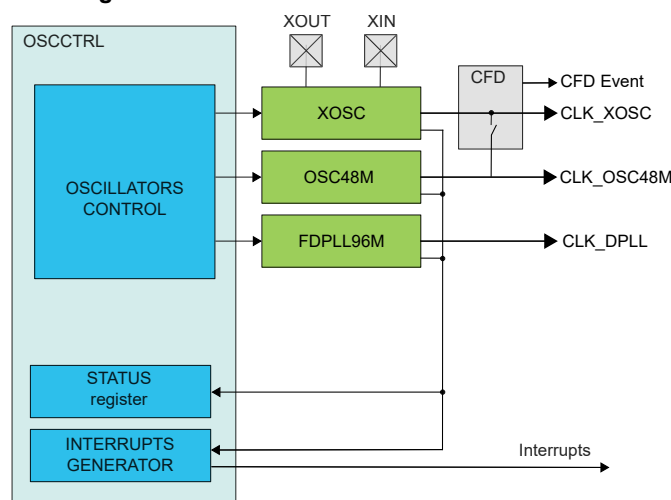 OSCCTRL
XOUT
XIN
CFD
CFD Event
XOSC
CLK_XOSC
OSCILLATORS
CONTROL
OSC48M
CLK_OSC48M
FDPLL96M
CLK_DPLL
STATUS
register
INTERRUPTS
GENERATOR
Interrupts